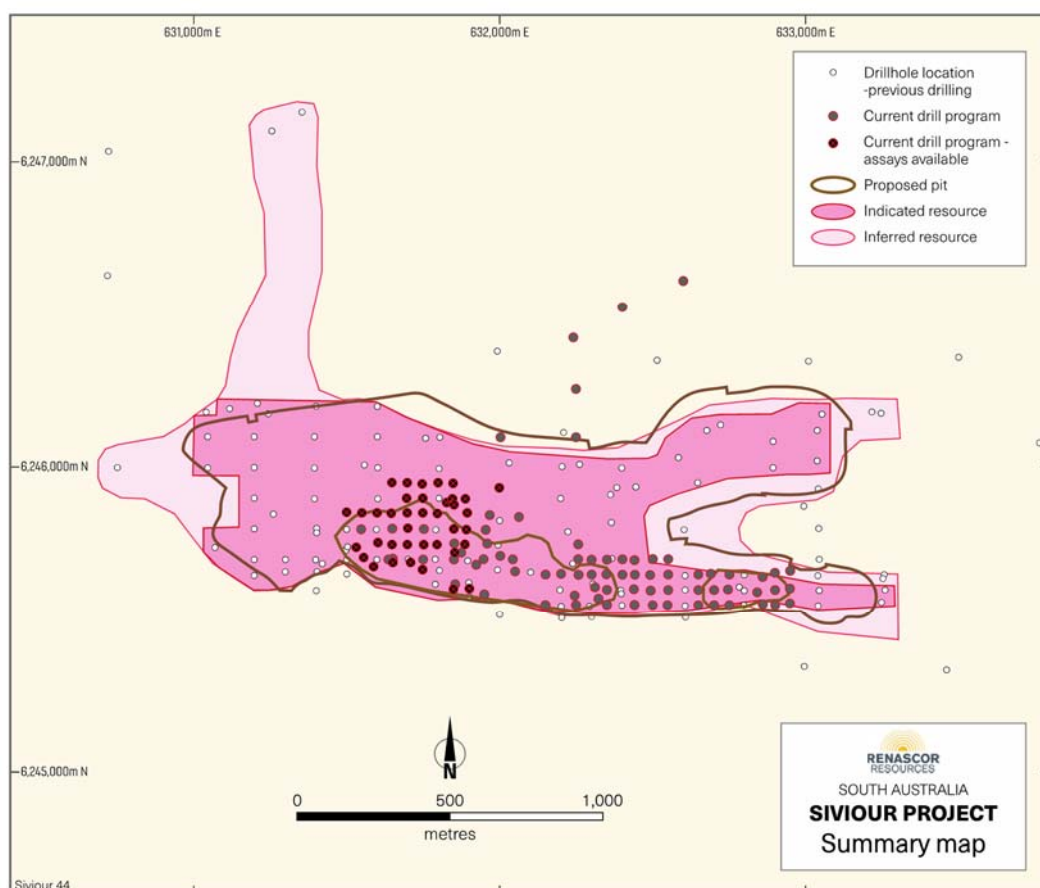 631,000m E
632,000m E
633,000m E
Drillhole location
-previous drilling
Current drill program
Current drill program -
assays available
Proposed pit
Indicated resource
Inferred resource
6,247,000m N
6,246,000m N
6,245,000m N
N
0 500 1,000
metres
RENASCOR
RESOURCES
SOUTH AUSTRALIA
SIVIOUR PROJECT
Summary map
Siviour 44